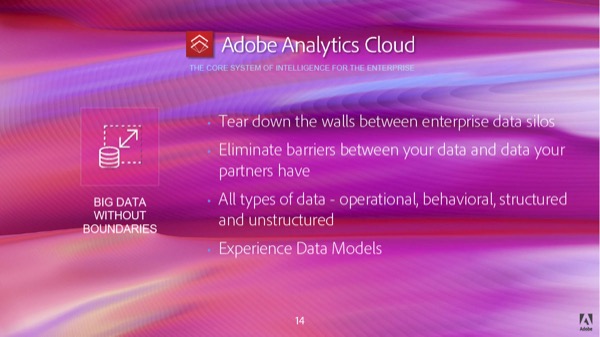 Adobe Analytics Cloud
THE CORE SYSTEM OF INTELLIGENCE FOR THE ENTERPRISE
BIG DATA
WITHOUT
BOUNDARIES
• Tear down the walls between enterprise data silos
• Eliminate barriers between your data and data your
partners have
• All types of data - operational, behavioral, structured
and unstructured
• Experience Data Models
14
Adobe